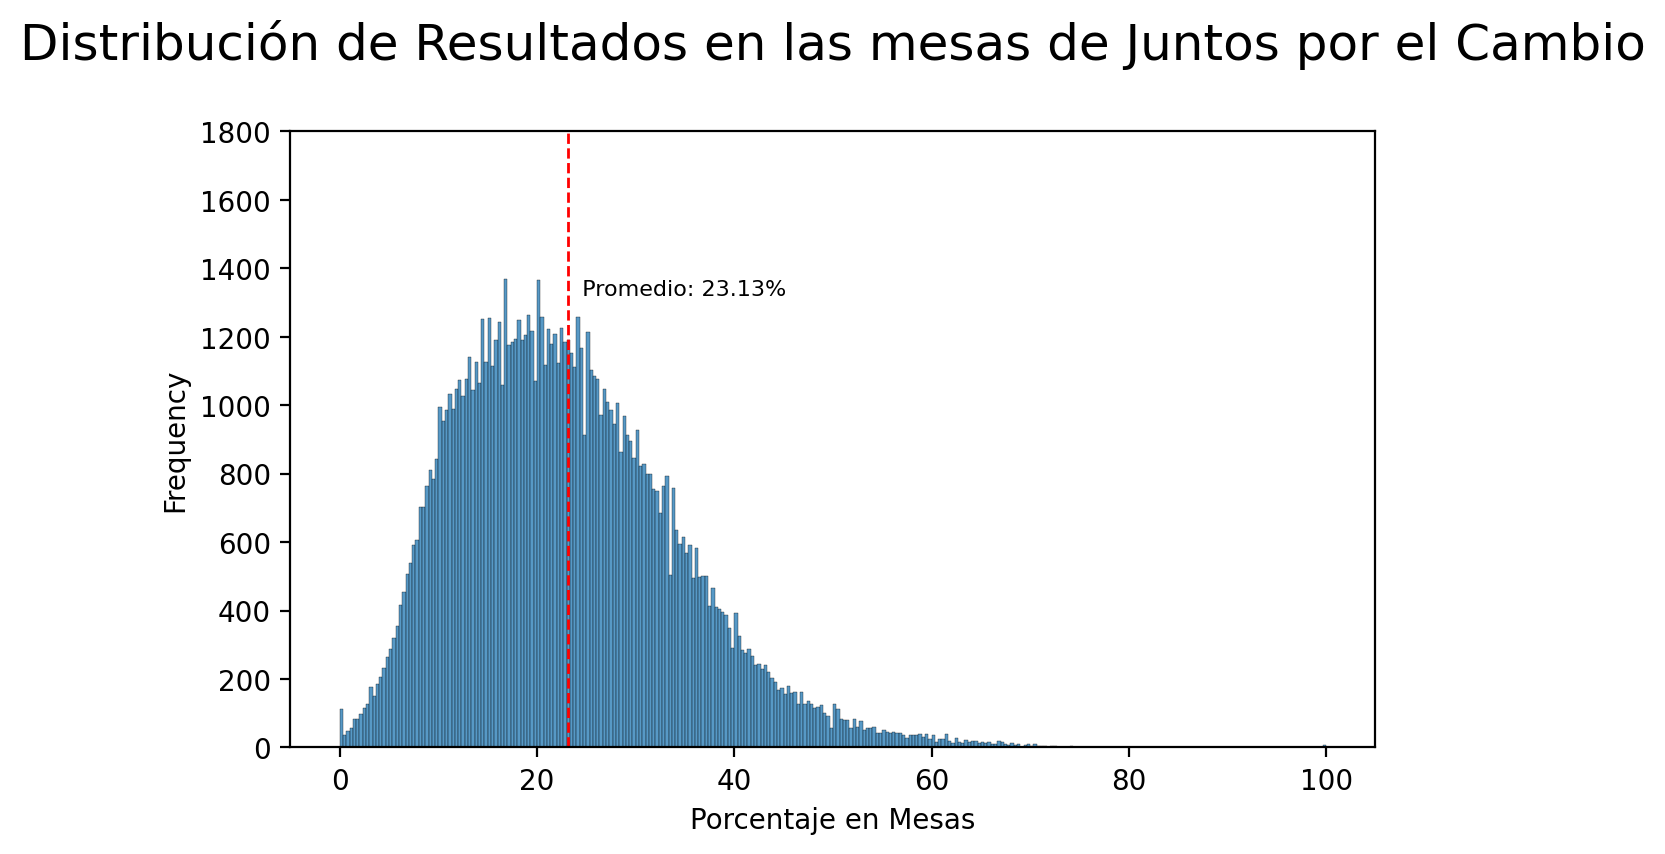 Distribución de Resultados en las mesas de Juntos por el Cambio
1800
1600
1400
1200
1000
800
600
400
200
0
Frequency
Promedio: 23.13%
0 20 40 60 80 100
Porcentaje en Mesas